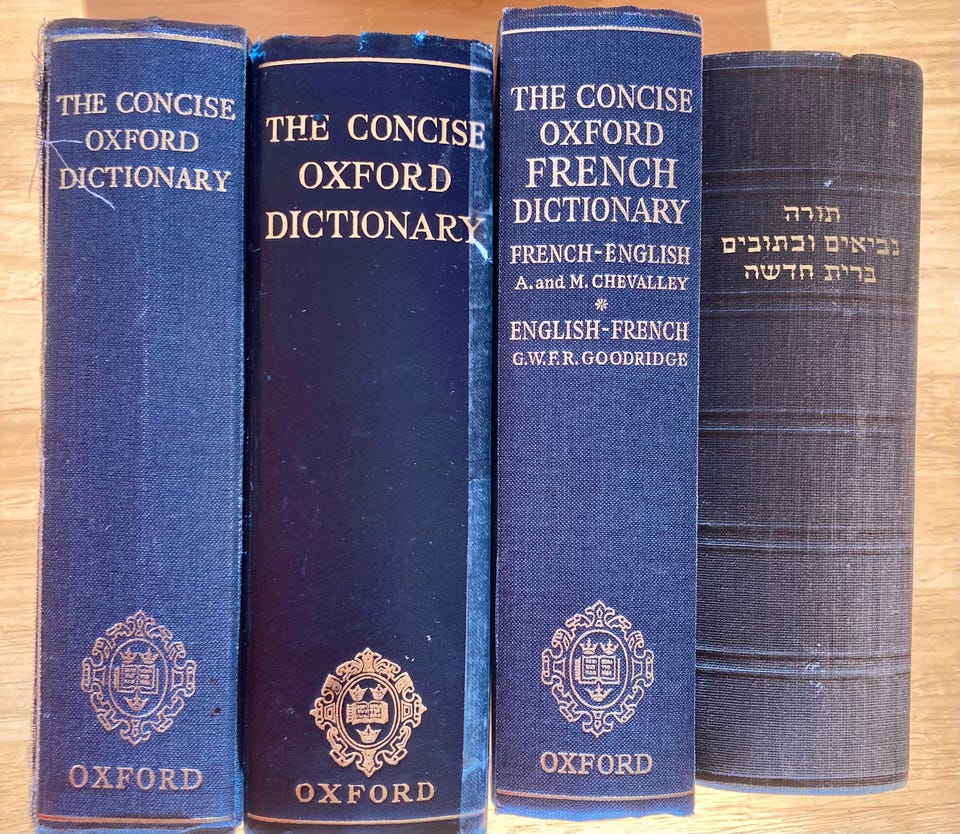 THE CONCISE
OXFORD
DICTIONARY
OXFORD
THE CONCISE
OXFORD
DICTIONARY
OXFORD
THE CONCISE
OXFORD
FRENCH
DICTIONARY
FRENCH-ENGLISH
A. and M. CHEVALLEY
*
ENGLISH-FRENCH
G.W.F.R. GOODRIDGE
OXFORD
תורה
נביאים וכתובים
ברית חדשה